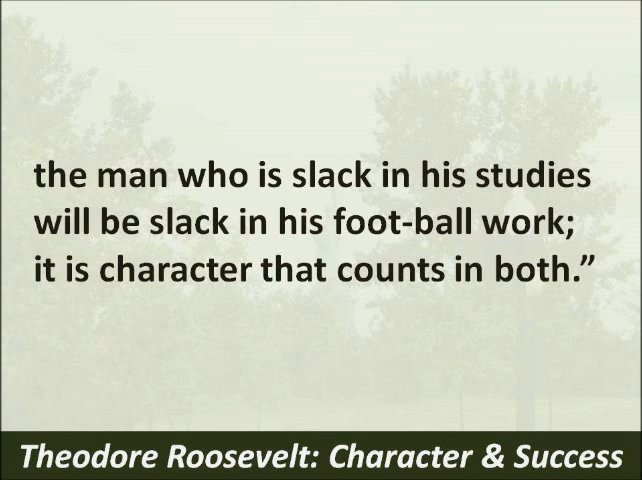 the man who is slack in his studies
will be slack in his foot-ball work;
it is character that counts in both.”
Theodore Roosevelt: Character & Success